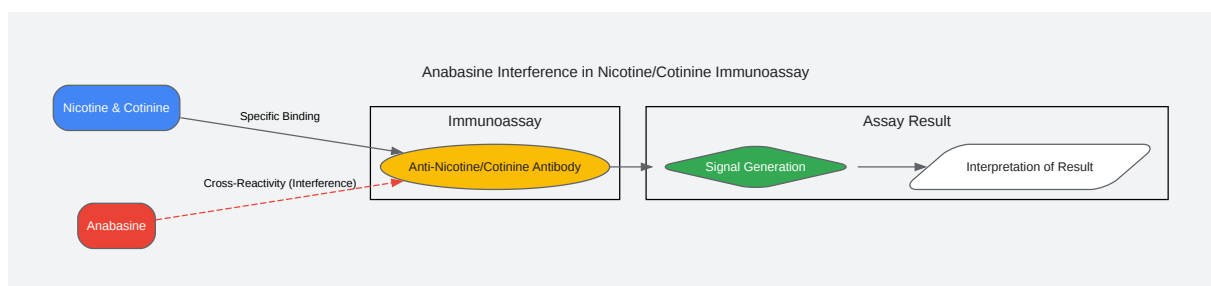 Anabasine Interference in Nicotine/Cotinine Immunoassay
Nicotine & Cotinine
Specific Binding
Immunoassay
Assay Result
Anti-Nicotine/Cotinine Antibody
Signal Generation
Interpretation of Result
Cross-Reactivity (Interference)
Anabasine